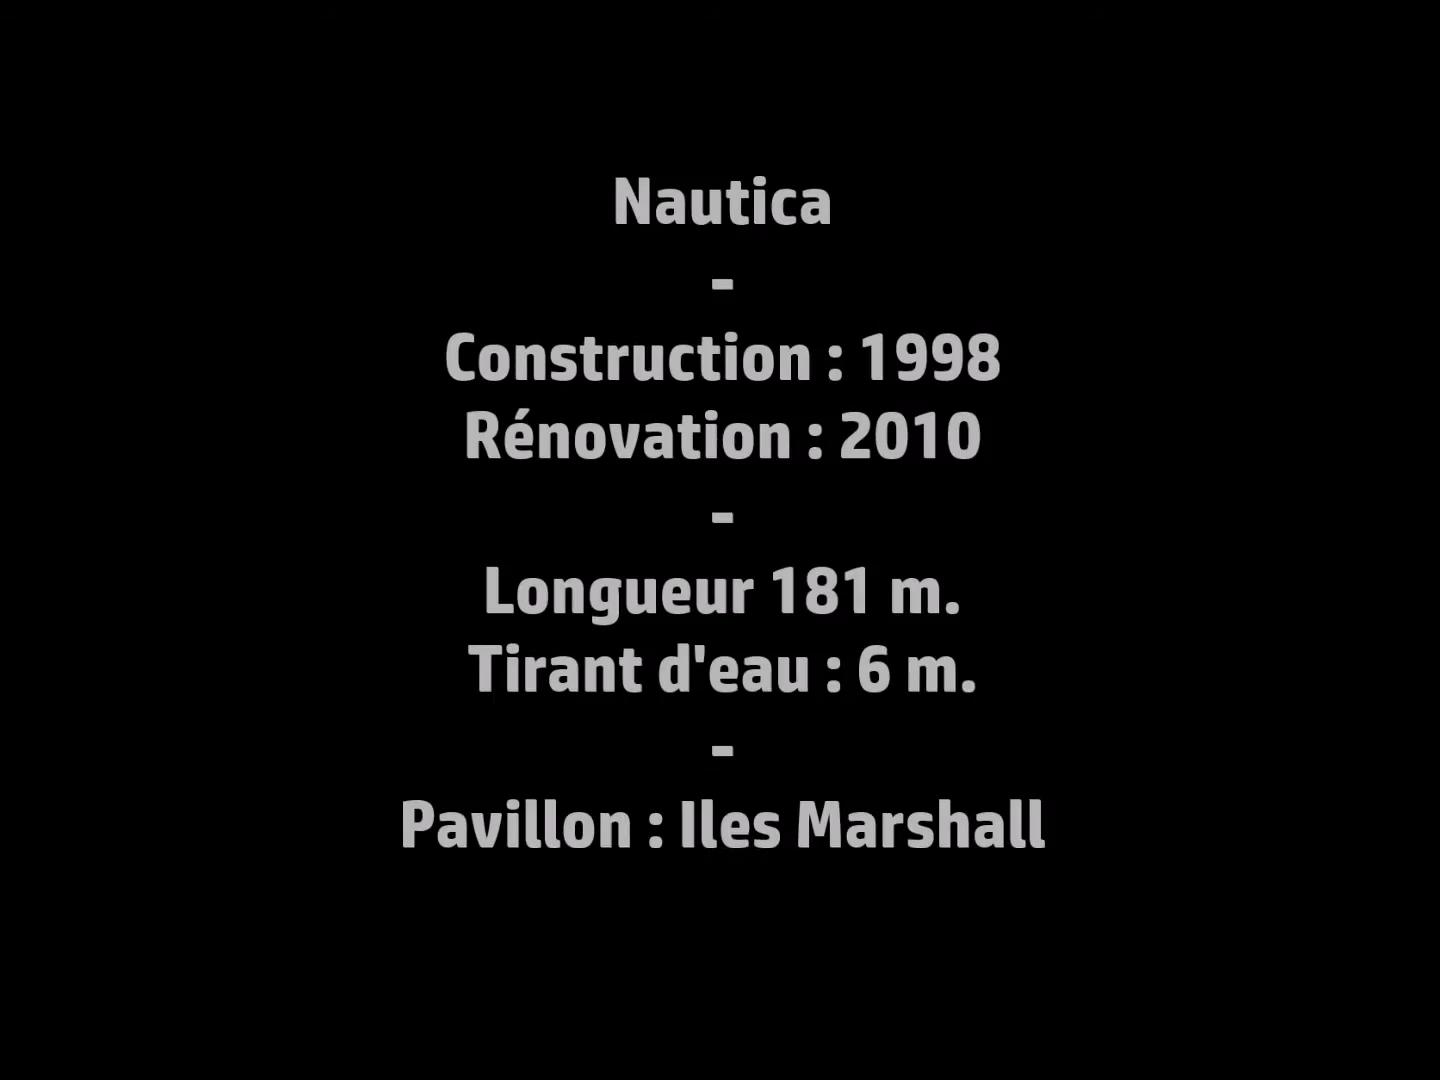 Nautica
-
Construction : 1998
Rénovation : 2010
-
Longueur 181 m.
Tirant d'eau : 6 m.
-
Pavillon : Iles Marshall